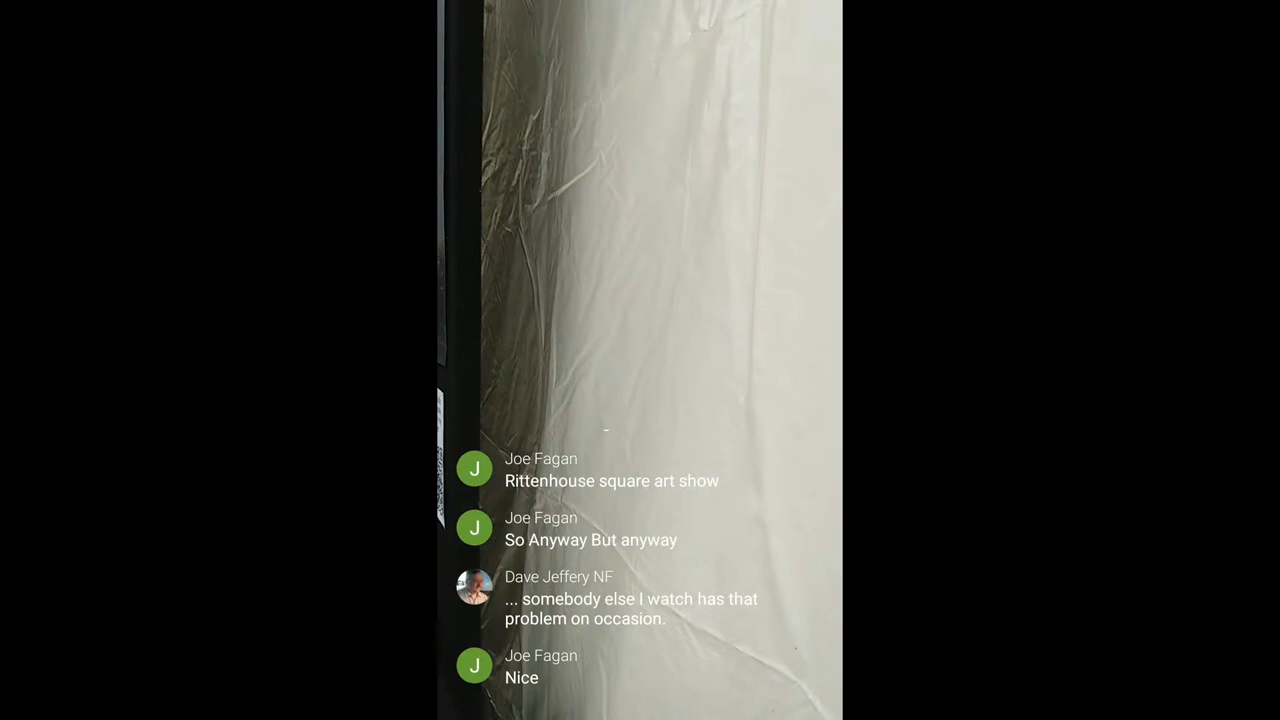 Joe Fagan
Rittenhouse square art show
Joe Fagan
So Anyway But anyway
Dave Jeffery NF
... somebody else I watch has that
problem on occasion.
Joe Fagan
Nice